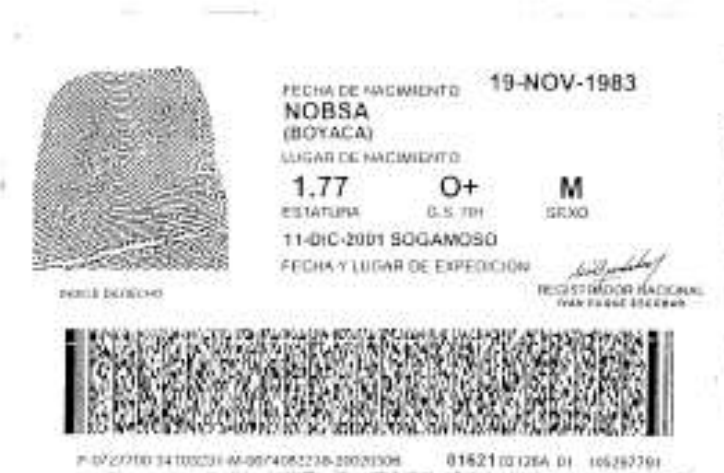 FECHA DE NACIMIENTO 19-NOV-1983
NOBSA
(BOYACA)
LUGAR DE NACIMIENTO
1.77 O+ M
ESTATURA G.S. RH SEXO
11-DIC-2001 SOGAMOSO
FECHA Y LUGAR DE EXPEDICION
INDICE DERECHO
REGISTRADOR NACIONAL